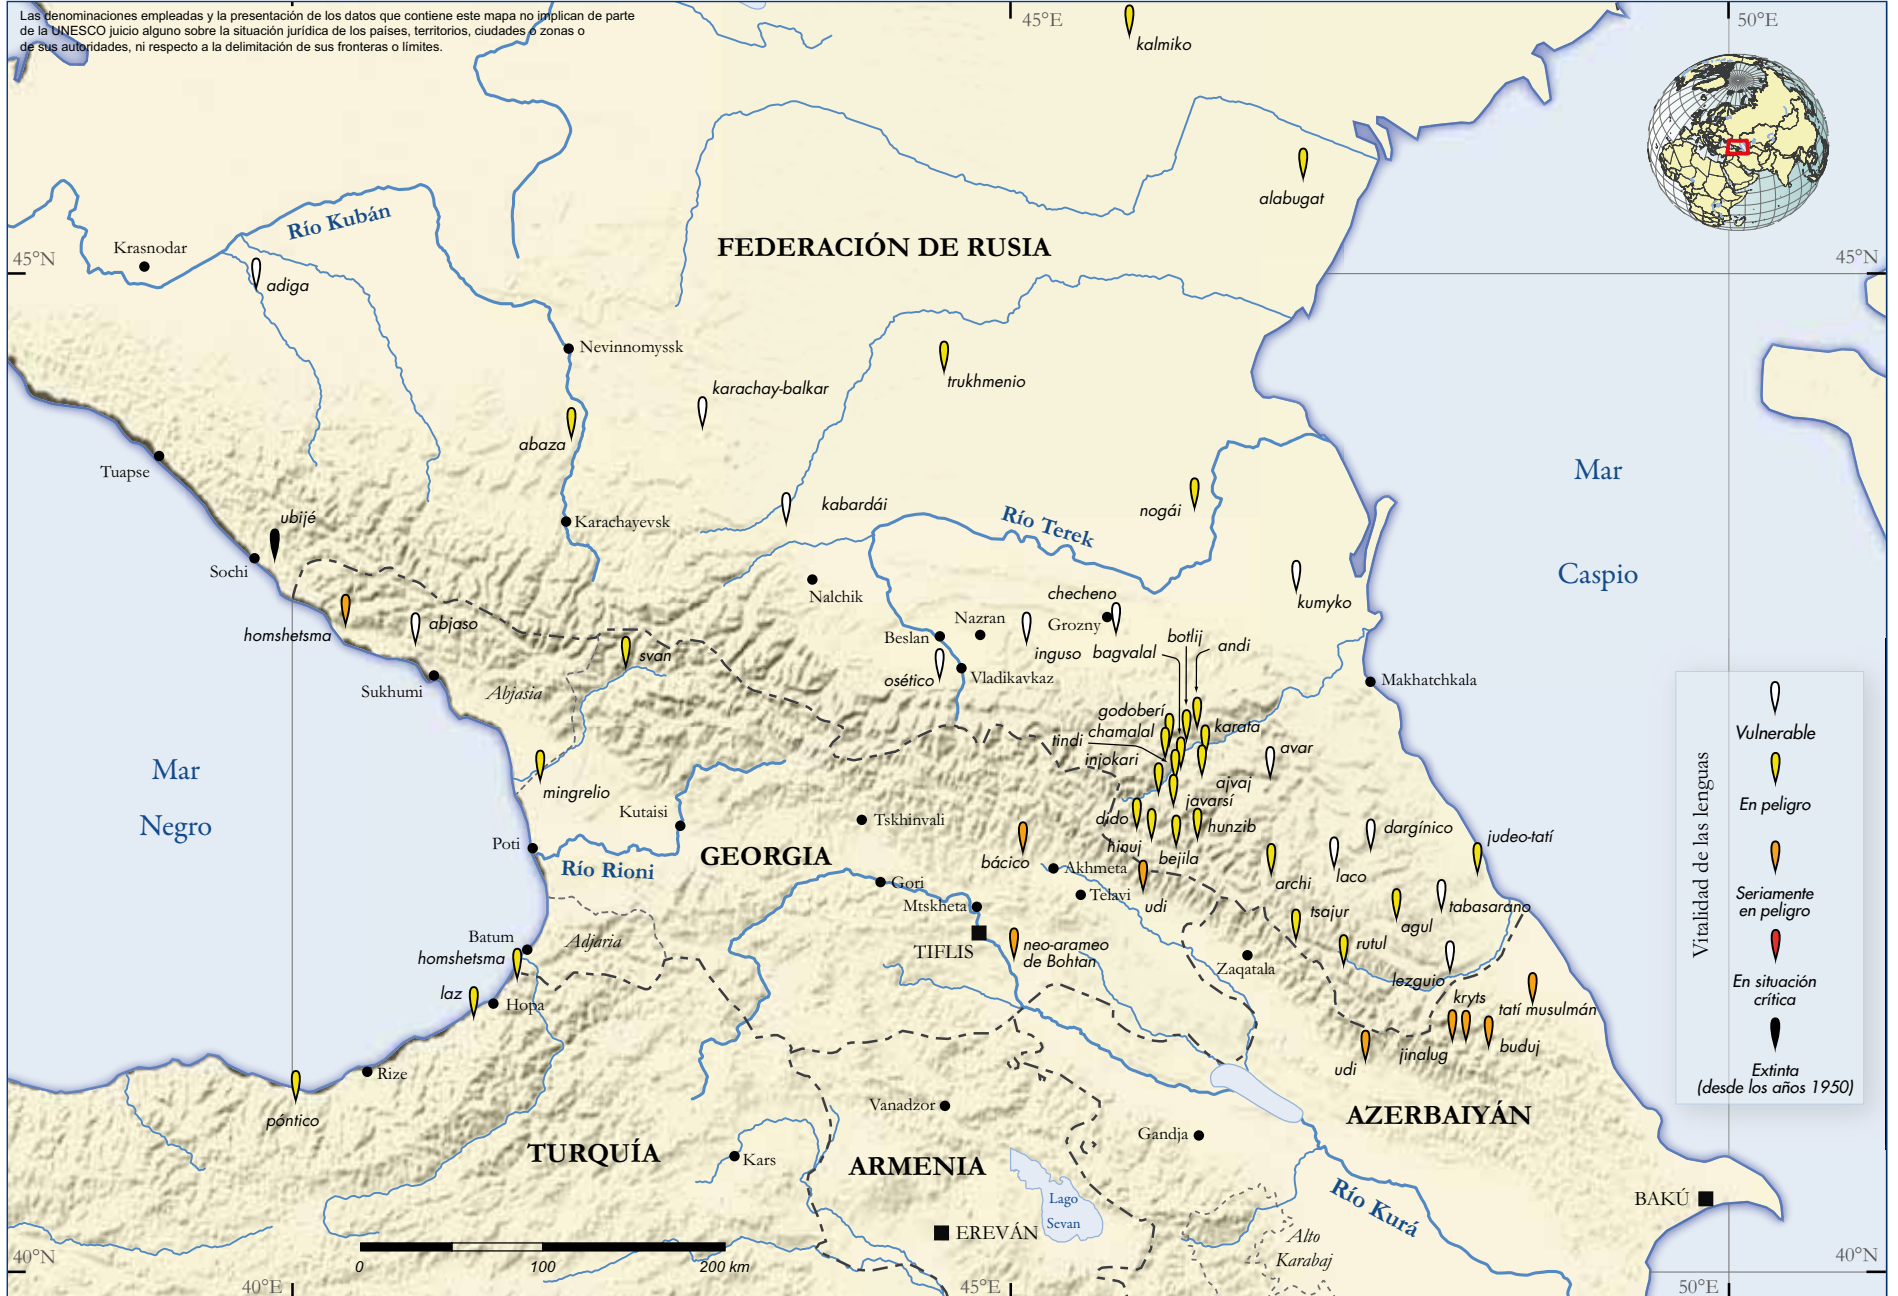 Las denominaciones empleadas y la presentación de los datos que contiene este mapa no implican de parte
de la UNESCO juicio alguno sobre la situación jurídica de los países, territorios, ciudades o zonas o
de sus autoridades, ni respecto a la delimitación de sus fronteras o límites.
45°E
50°E
kalmiko
alabugat
Río Kubán
FEDERACIÓN DE RUSIA
Krasnodar
45°N
45°N
adiga
Nevinnomyssk
trukhmenio
karachay-balkar
abaza
Tuapse
Mar
Caspio
kabardái
nogái
ubijé
Karachayevsk
Río Terek
Sochi
Nalchik
checheno
kumyko
homshetsma
abjaso
Nazran
Grozny
Beslan
inguso
bagvalal
botlij
andi
svan
osético
Vladikavkaz
Makhatchkala
Sukhumi
Abjasia
godoberí
chamalal
karata
tindi
avar
injokari
ajvaj
Mar
Negro
mingrelio
javarsí
Kutaisi
Tskhinvali
dido
hunzib
dargínico
judeo-tatí
Poti
hinuj
bejila
GEORGIA
bácico
Akhmeta
Río Rioni
laco
archi
Gori
Telavi
udi
Mtskheta
tsajur
tabasarano
agul
Batum
Adjaria
TIFLIS
neo-arameo
de Bohtan
rutul
homshetsma
Zaqatala
lezguio
laz
Hopa
kryts
tatí musulmán
jinalug
buduj
udi
Rize
póntico
Vanadzor
AZERBAIYÁN
Gandja
TURQUÍA
Kars
ARMENIA
Lago
Sevan
Río Kurá
BAKÚ
EREVÁN
Alto
Karabaj
0
100
200 km
40°N
40°N
40°E
45°E
50°E
Vitalidad de las lenguas
Vulnerable
En peligro
Seriamente
en peligro
En situación
crítica
Extinta
(desde los años 1950)